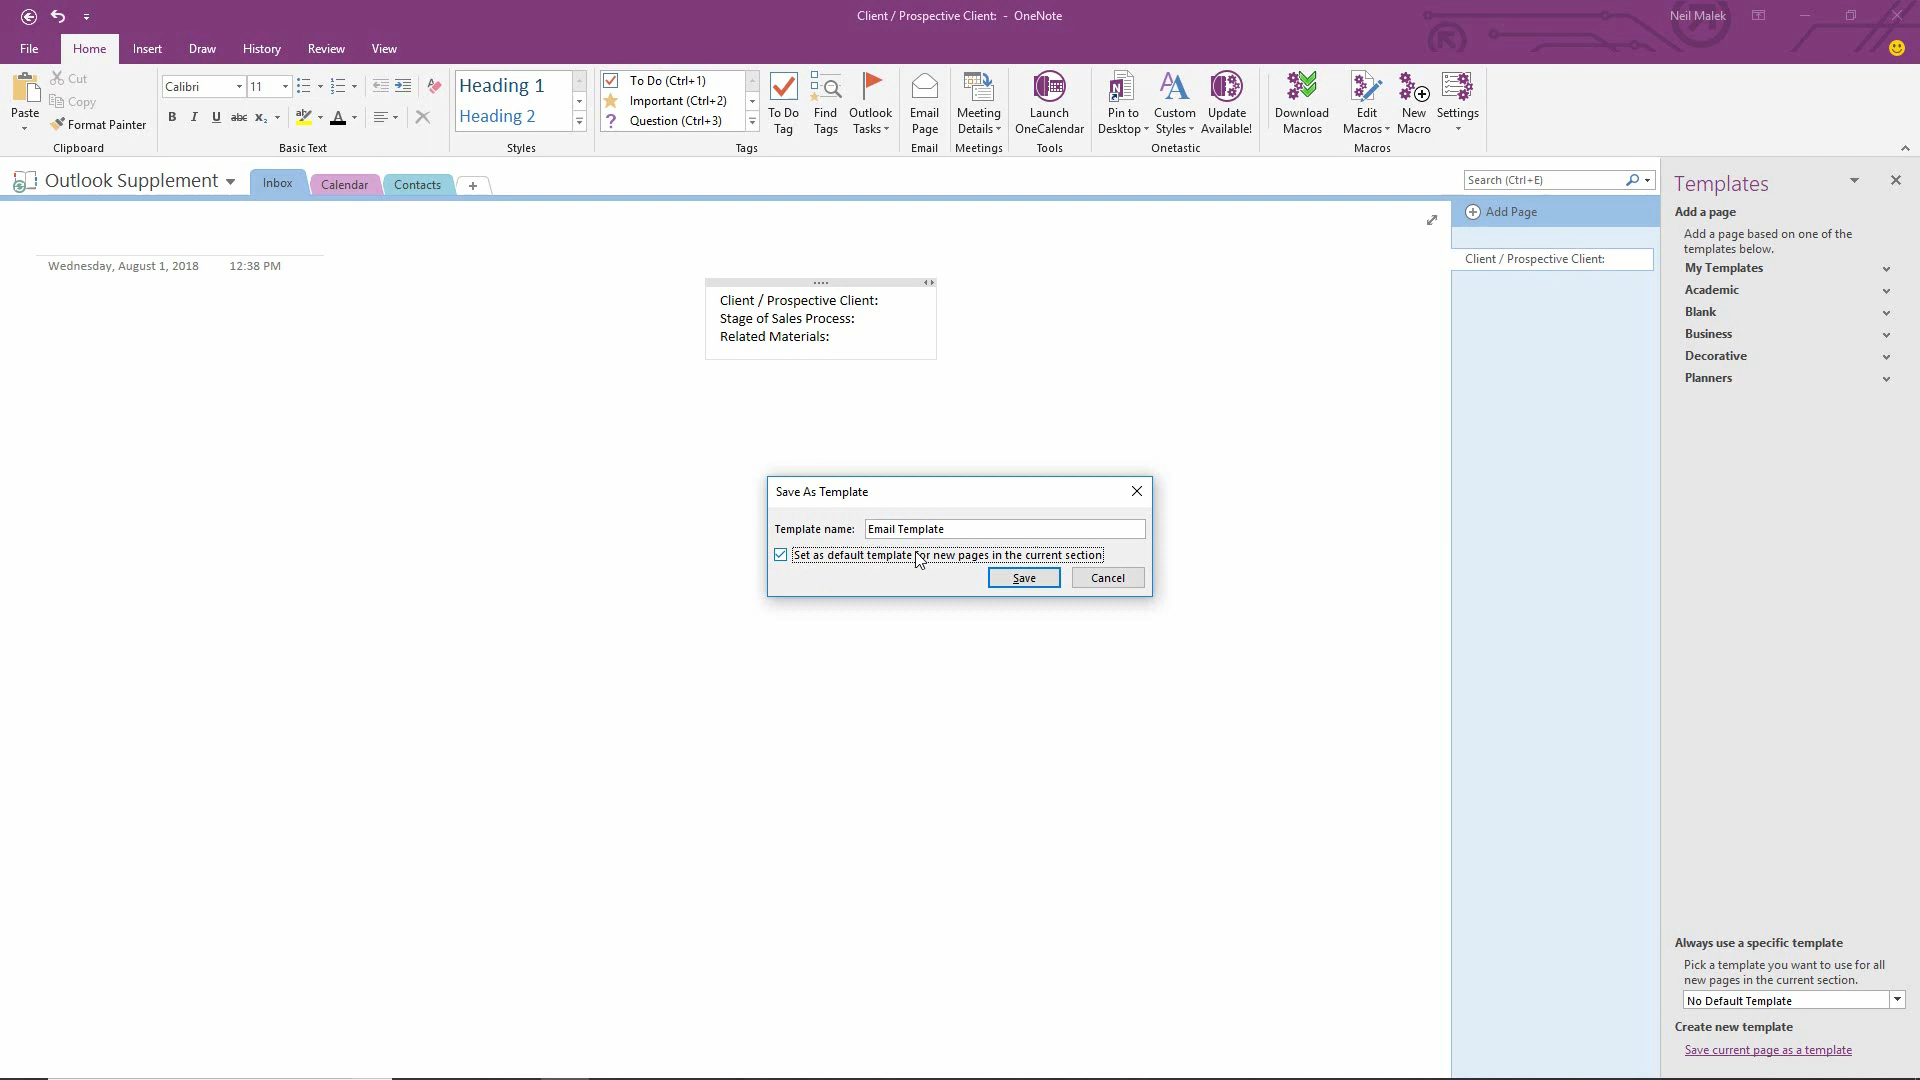 Client / Prospective Client: - OneNote
Neil Malek
File
Home
Insert
Draw
History
Review
View
Paste
Cut
Copy
Format Painter
Clipboard
Calibri
11
B I U abc X₂
A
Basic Text
Heading 1
Heading 2
Styles
To Do (Ctrl+1)
Important (Ctrl+2)
? Question (Ctrl+3)
To Do
Tag
Find
Tags
Outlook
Tasks
Tags
Email
Page
Email
Meeting
Details
Meetings
Launch
OneCalendar
Tools
Pin to
Desktop
Custom
Styles
Update
Available!
Onetastic
Download
Macros
Edit
Macros
New
Macro
Settings
Macros
Outlook Supplement
Inbox
Calendar
Contacts
+
Search (Ctrl+E)
Add Page
Client / Prospective Client:
Wednesday, August 1, 2018
12:38 PM
Client / Prospective Client:
Stage of Sales Process:
Related Materials:
Save As Template
Template name:
Email Template
Set as default template for new pages in the current section
Save
Cancel
Templates
Add a page
Add a page based on one of the
templates below.
My Templates
Academic
Blank
Business
Decorative
Planners
Always use a specific template
Pick a template you want to use for all
new pages in the current section.
No Default Template
Create new template
Save current page as a template